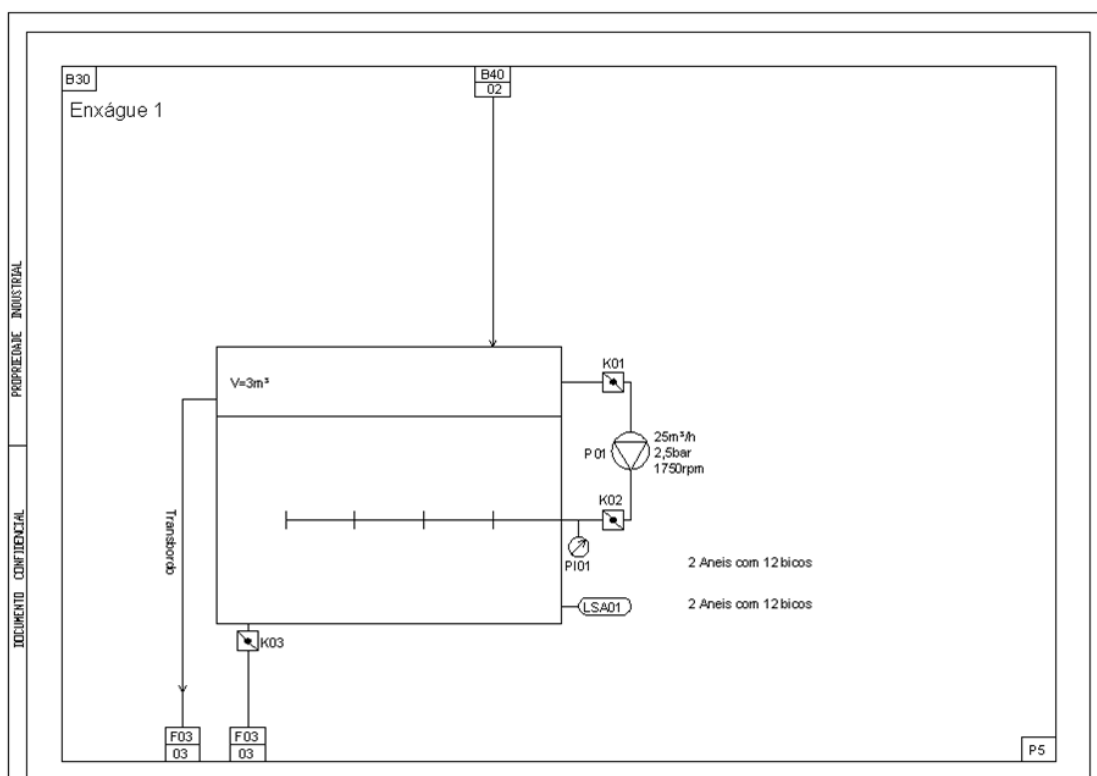 B30
B40
02
Enxágue 1
PROPRIEDADE INDUSTRIAL
DOCUMENTO CONFIDENCIAL
V=3m³
K01
P01
25m³/h
2,5bar
1750rpm
K02
PI01
2 Aneis com 12 bicos
LSA01
2 Aneis com 12 bicos
Transbordo
K03
F03
03
F03
03
P5